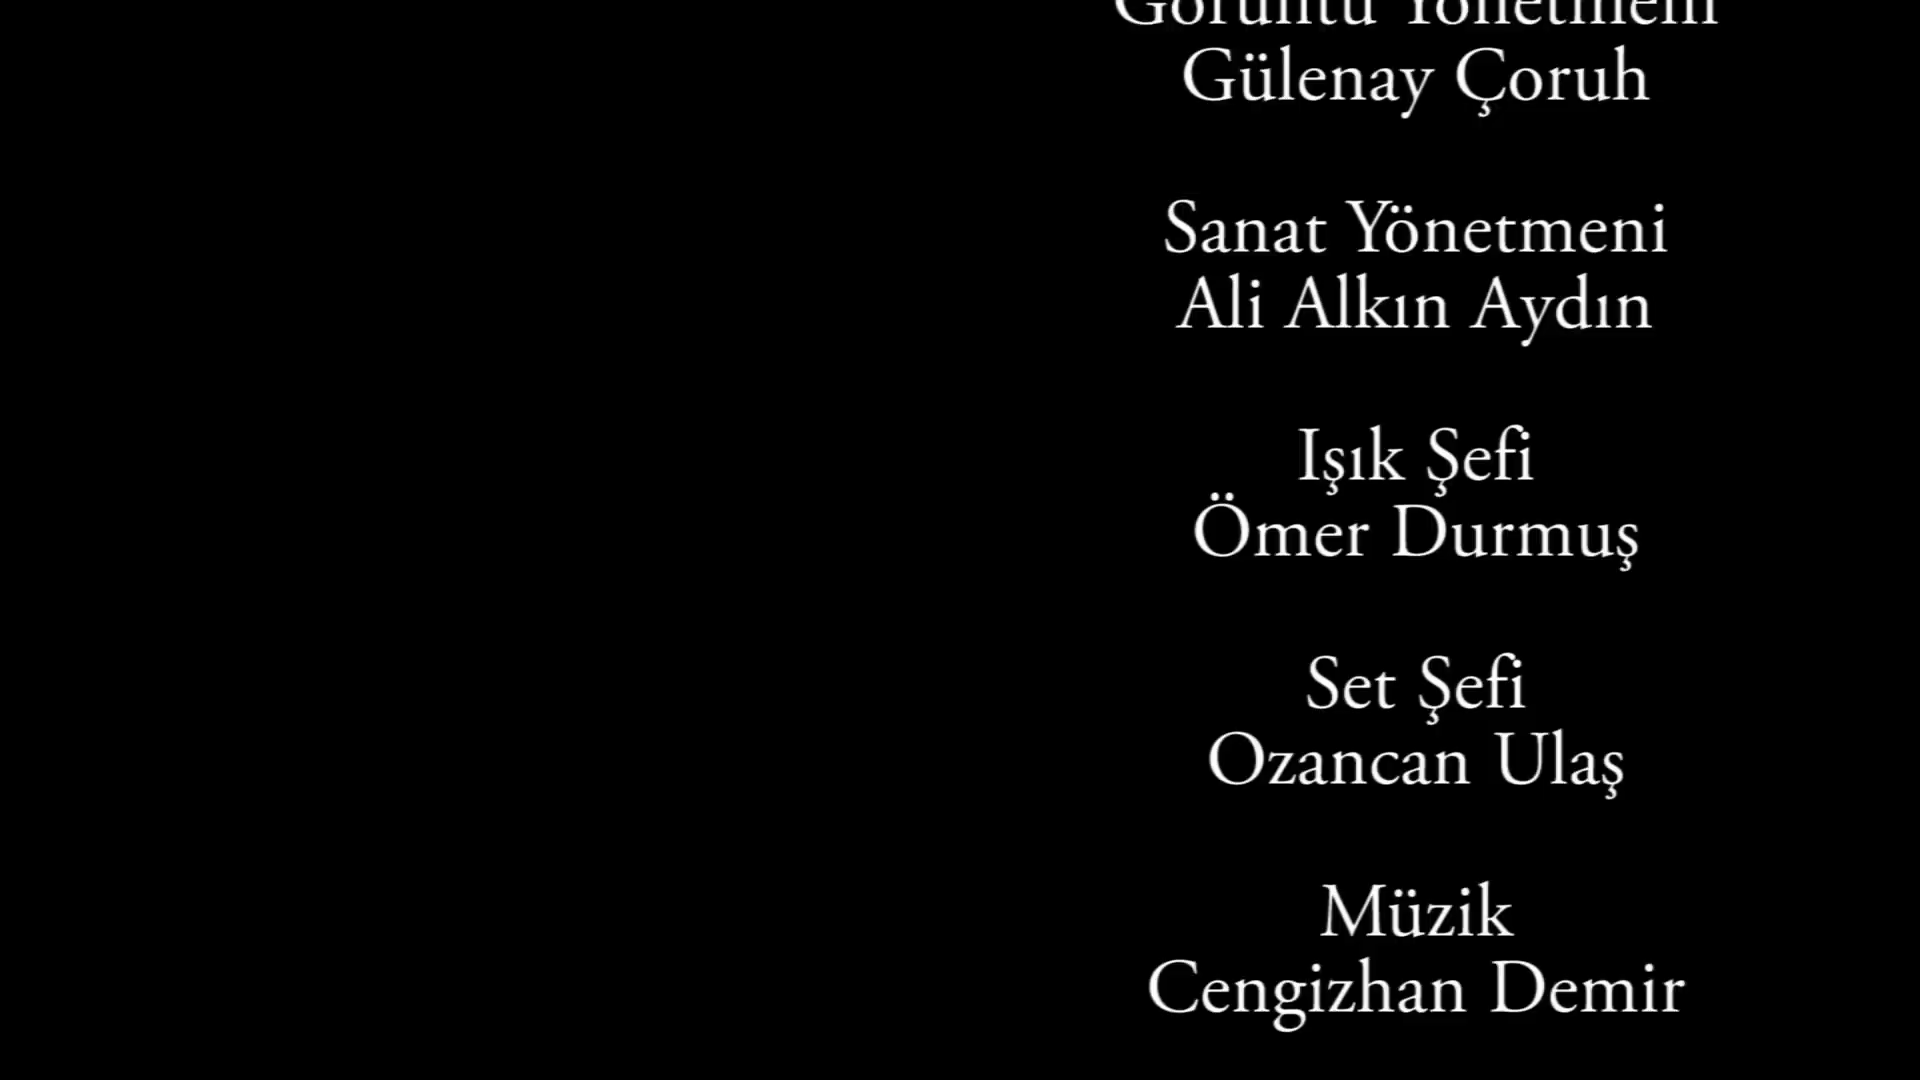 Görüntü Yönetmeni
Gülenay Çoruh
Sanat Yönetmeni
Ali Alkın Aydın
Işık Şefi
Ömer Durmuş
Set Şefi
Ozancan Ulaş
Müzik
Cengizhan Demir